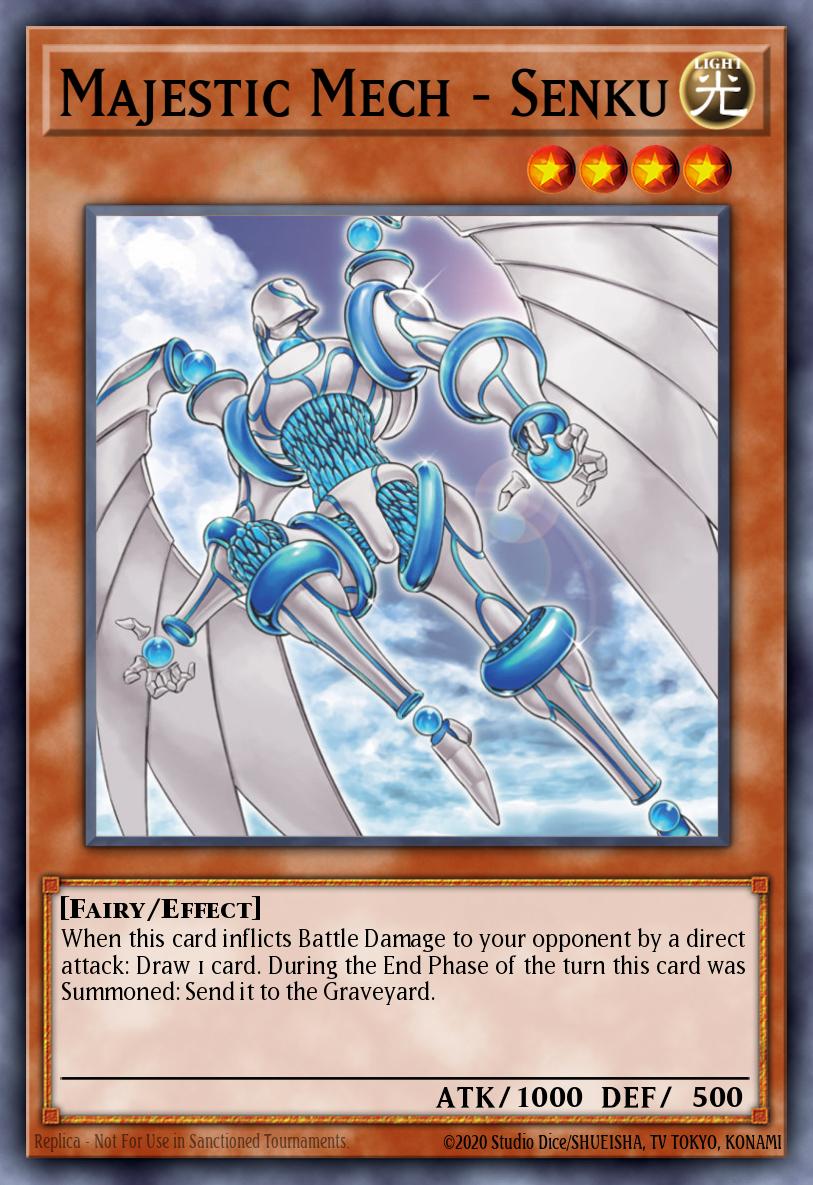 Majestic Mech - Senku
LIGHT
光
[Fairy/Effect]
When this card inflicts Battle Damage to your opponent by a direct
attack: Draw 1 card. During the End Phase of the turn this card was
Summoned: Send it to the Graveyard.
ATK/1000 DEF/ 500
Replica - Not For Use in Sanctioned Tournaments.
©2020 Studio Dice/SHUEISHA, TV TOKYO, KONAMI